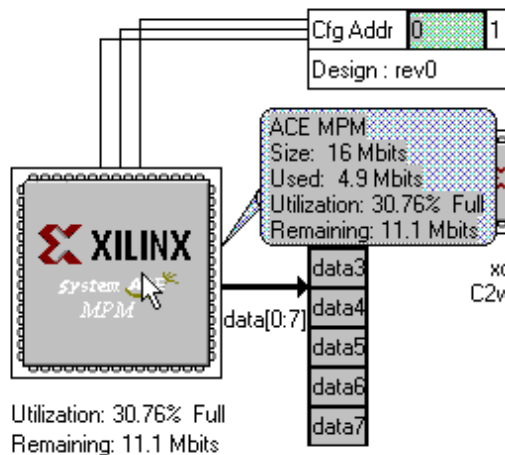 Cfg Addr 0 1
Design : rev0
ACE MPM
Size: 16 Mbits
Used: 4.9 Mbits
Utilization: 30.76% Full
Remaining: 11.1 Mbits
XILINX
System ACE
MPM
data3
data4
data5
data6
data7
data[0:7]
xc
C2v
Utilization: 30.76% Full
Remaining: 11.1 Mbits